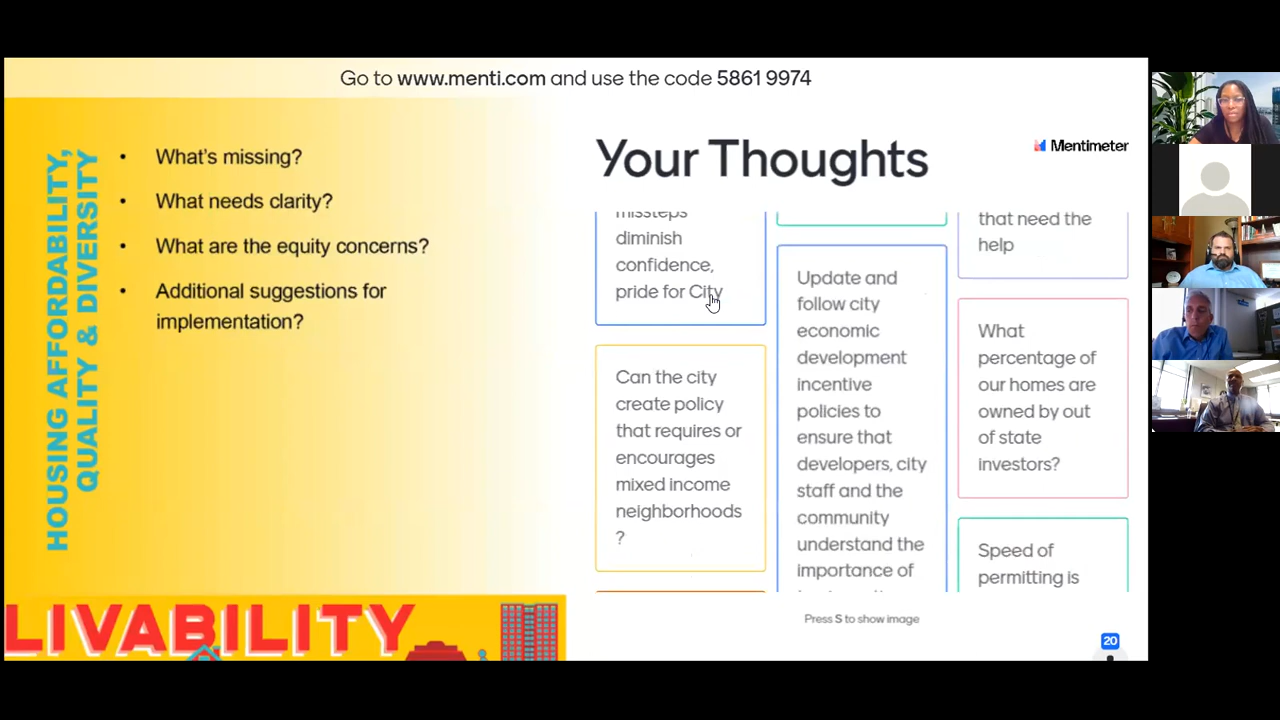 Go to www.menti.com and use the code 5861 9974
HOUSING AFFORDABILITY,
QUALITY & DIVERSITY
• What's missing?
• What needs clarity?
• What are the equity concerns?
• Additional suggestions for
implementation?
LIVABILITY
Your Thoughts
Mentimeter
missteps
diminish
confidence,
pride for City
Can the city
create policy
that requires or
encourages
mixed income
neighborhoods
?
Update and
follow city
economic
development
incentive
policies to
ensure that
developers, city
staff and the
community
understand the
importance of
that need the
help
What
percentage of
our homes are
owned by out
of state
investors?
Speed of
permitting is
Press S to show image
20